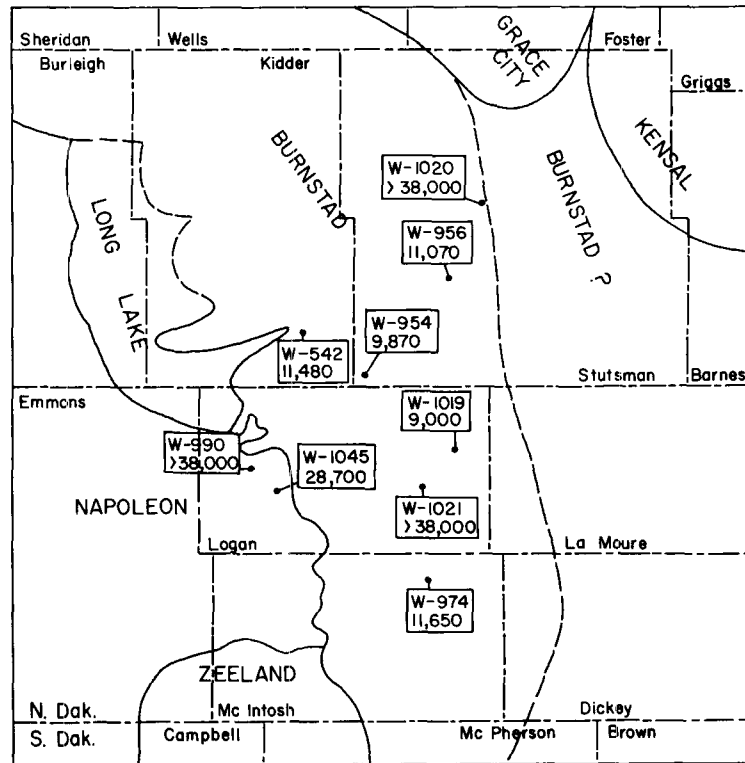 Sheridan
Wells
Foster
Burleigh
Kidder
Griggs
GRACE
CITY
KENSAL
BURNSTAD
W-1020
>38,000
BURNSTAD ?
LONG
LAKE
W-956
11,070
W-954
9,870
W-542
11,480
Stutsman
Barnes
Emmons
W-1019
9,000
W-990
>38,000
W-1045
28,700
NAPOLEON
W-1021
>38,000
Logan
La Moure
W-974
11,650
ZEELAND
N. Dak.
Mc Intosh
Dickey
S. Dak.
Campbell
Mc Pherson
Brown